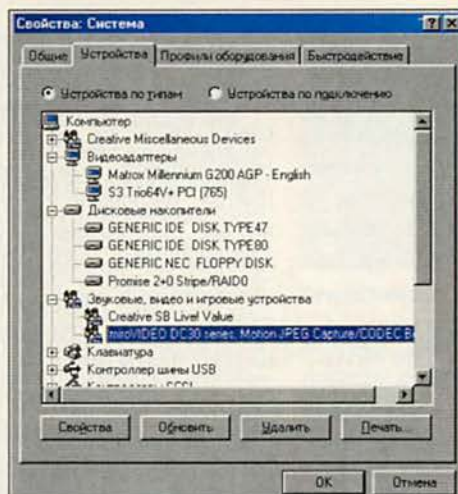 Свойства: Система
Общие Устройства Профили оборудования Быстродействие
Устройства по типам Устройства по подключению
Компьютер
Creative Miscellaneous Devices
Видеоадаптеры
Matrox Millennium G200 AGP - English
S3 Trio64V+ PCI (765)
Дисковые накопители
GENERIC IDE DISK TYPE47
GENERIC IDE DISK TYPE80
GENERIC NEC FLOPPY DISK
Promise 2+0 Stripe/RAID0
Звуковые, видео и игровые устройства
Creative SB Live! Value
miroVIDEO DC30 series, Motion JPEG Capture/CODEC B
Клавиатура
Контроллер шины USB
Свойства Обновить Удалить Печать...
OK Отмена